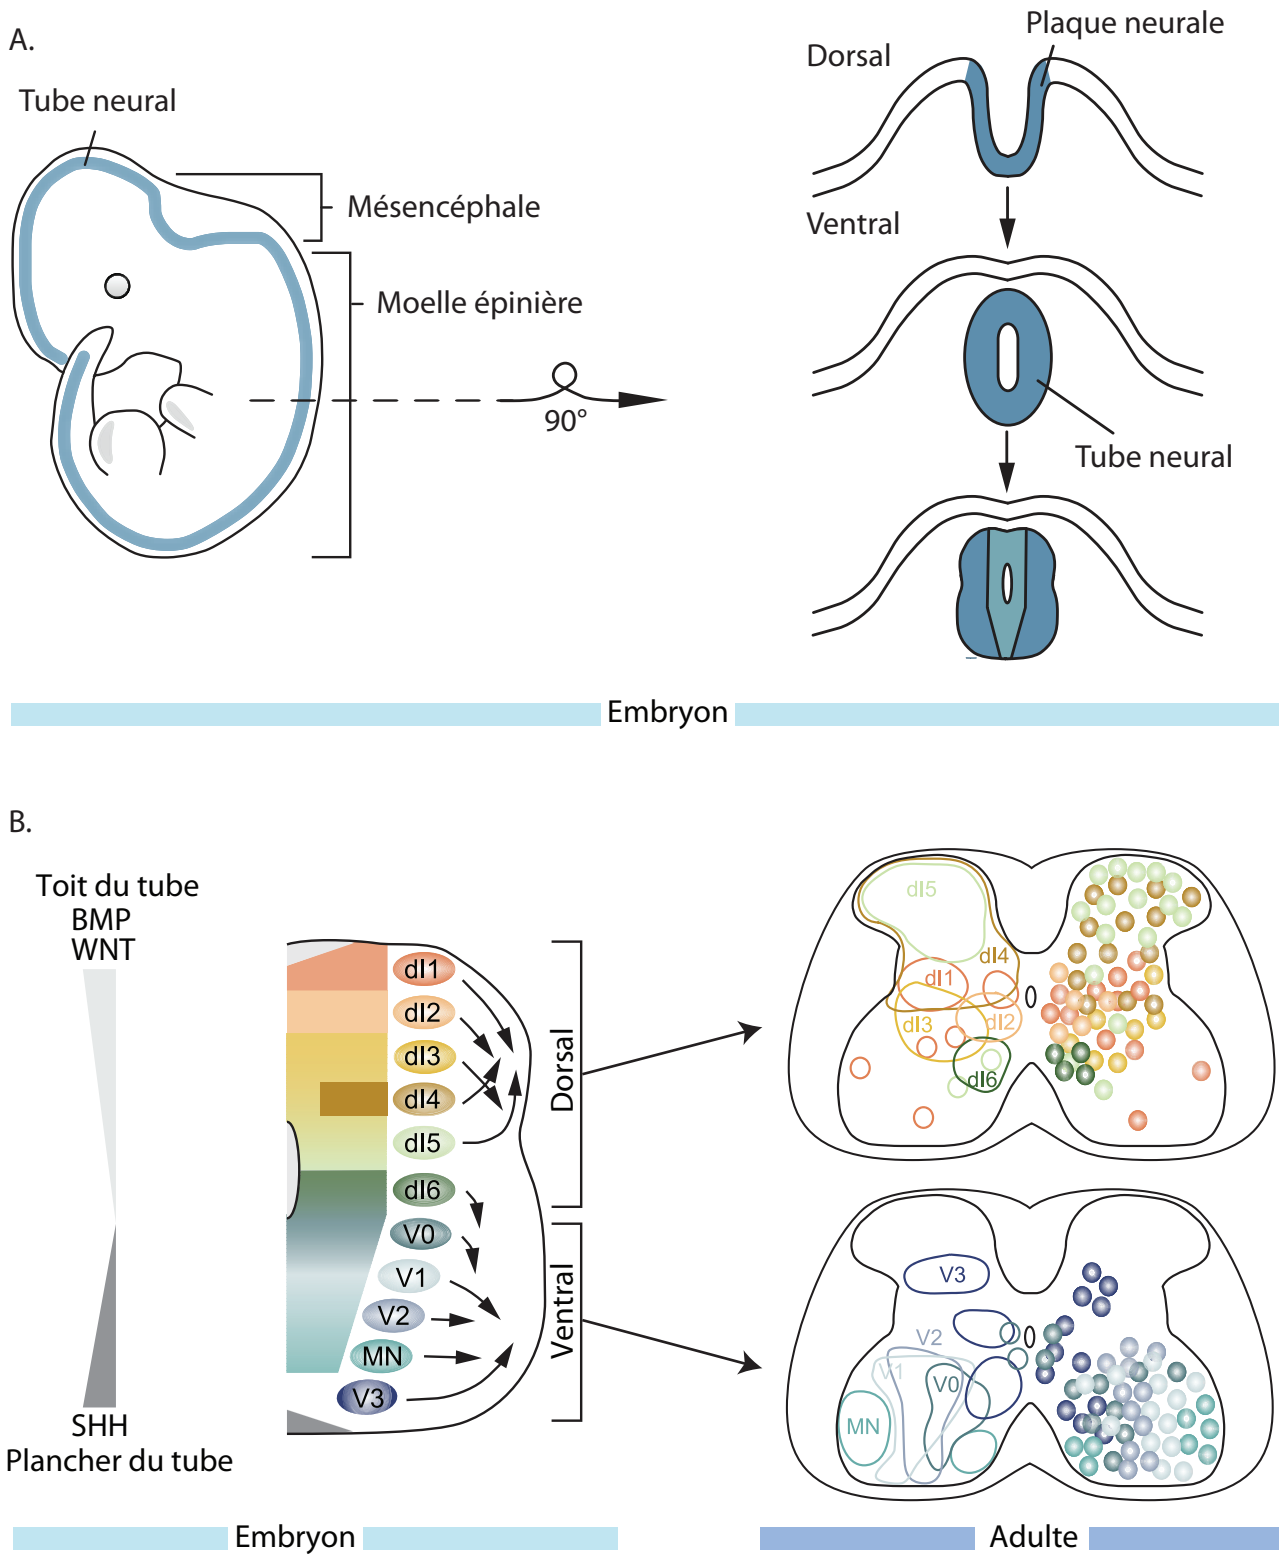 A.
Tube neural
Mésencéphale
Moelle épinière
90°
Dorsal
Plaque neurale
Ventral
Tube neural
Embryon
B.
Toit du tube
BMP
WNT
SHH
Plancher du tube
dI1
dI2
dI3
dI4
dI5
dI6
V0
V1
V2
MN
V3
Dorsal
Ventral
dI5
dI4
dI1
dI3
dI2
dI6
V3
V2
V1
V0
MN
Embryon
Adulte